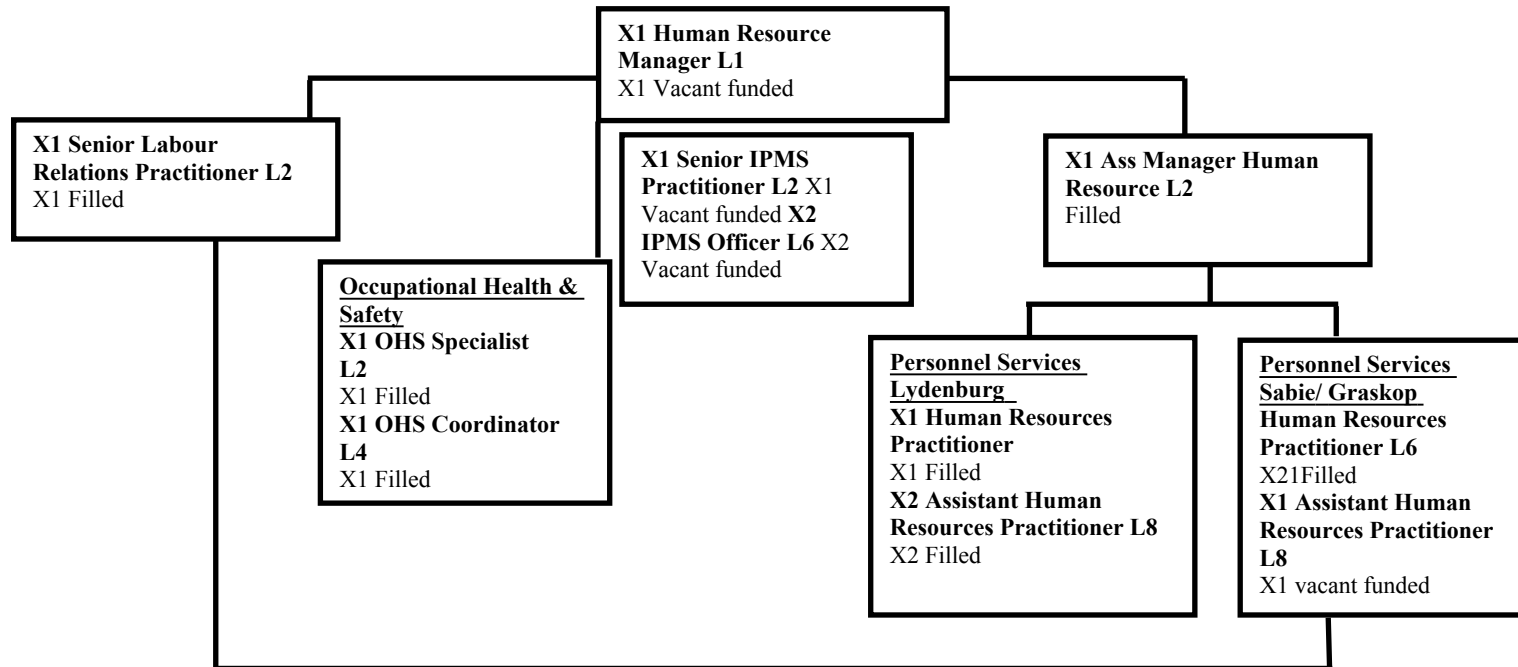 X1 Human Resource
Manager L1
X1 Vacant funded
X1 Senior Labour
Relations Practitioner L2
X1 Filled
X1 Senior IPMS
Practitioner L2 X1
Vacant funded X2
IPMS Officer L6 X2
Vacant funded
X1 Ass Manager Human
Resource L2
Filled
Occupational Health &
Safety
X1 OHS Specialist
L2
X1 Filled
X1 OHS Coordinator
L4
X1 Filled
Personnel Services
Lydenburg
X1 Human Resources
Practitioner
X1 Filled
X2 Assistant Human
Resources Practitioner L8
X2 Filled
Personnel Services
Sabie/ Graskop
Human Resources
Practitioner L6
X21Filled
X1 Assistant Human
Resources Practitioner
L8
X1 vacant funded